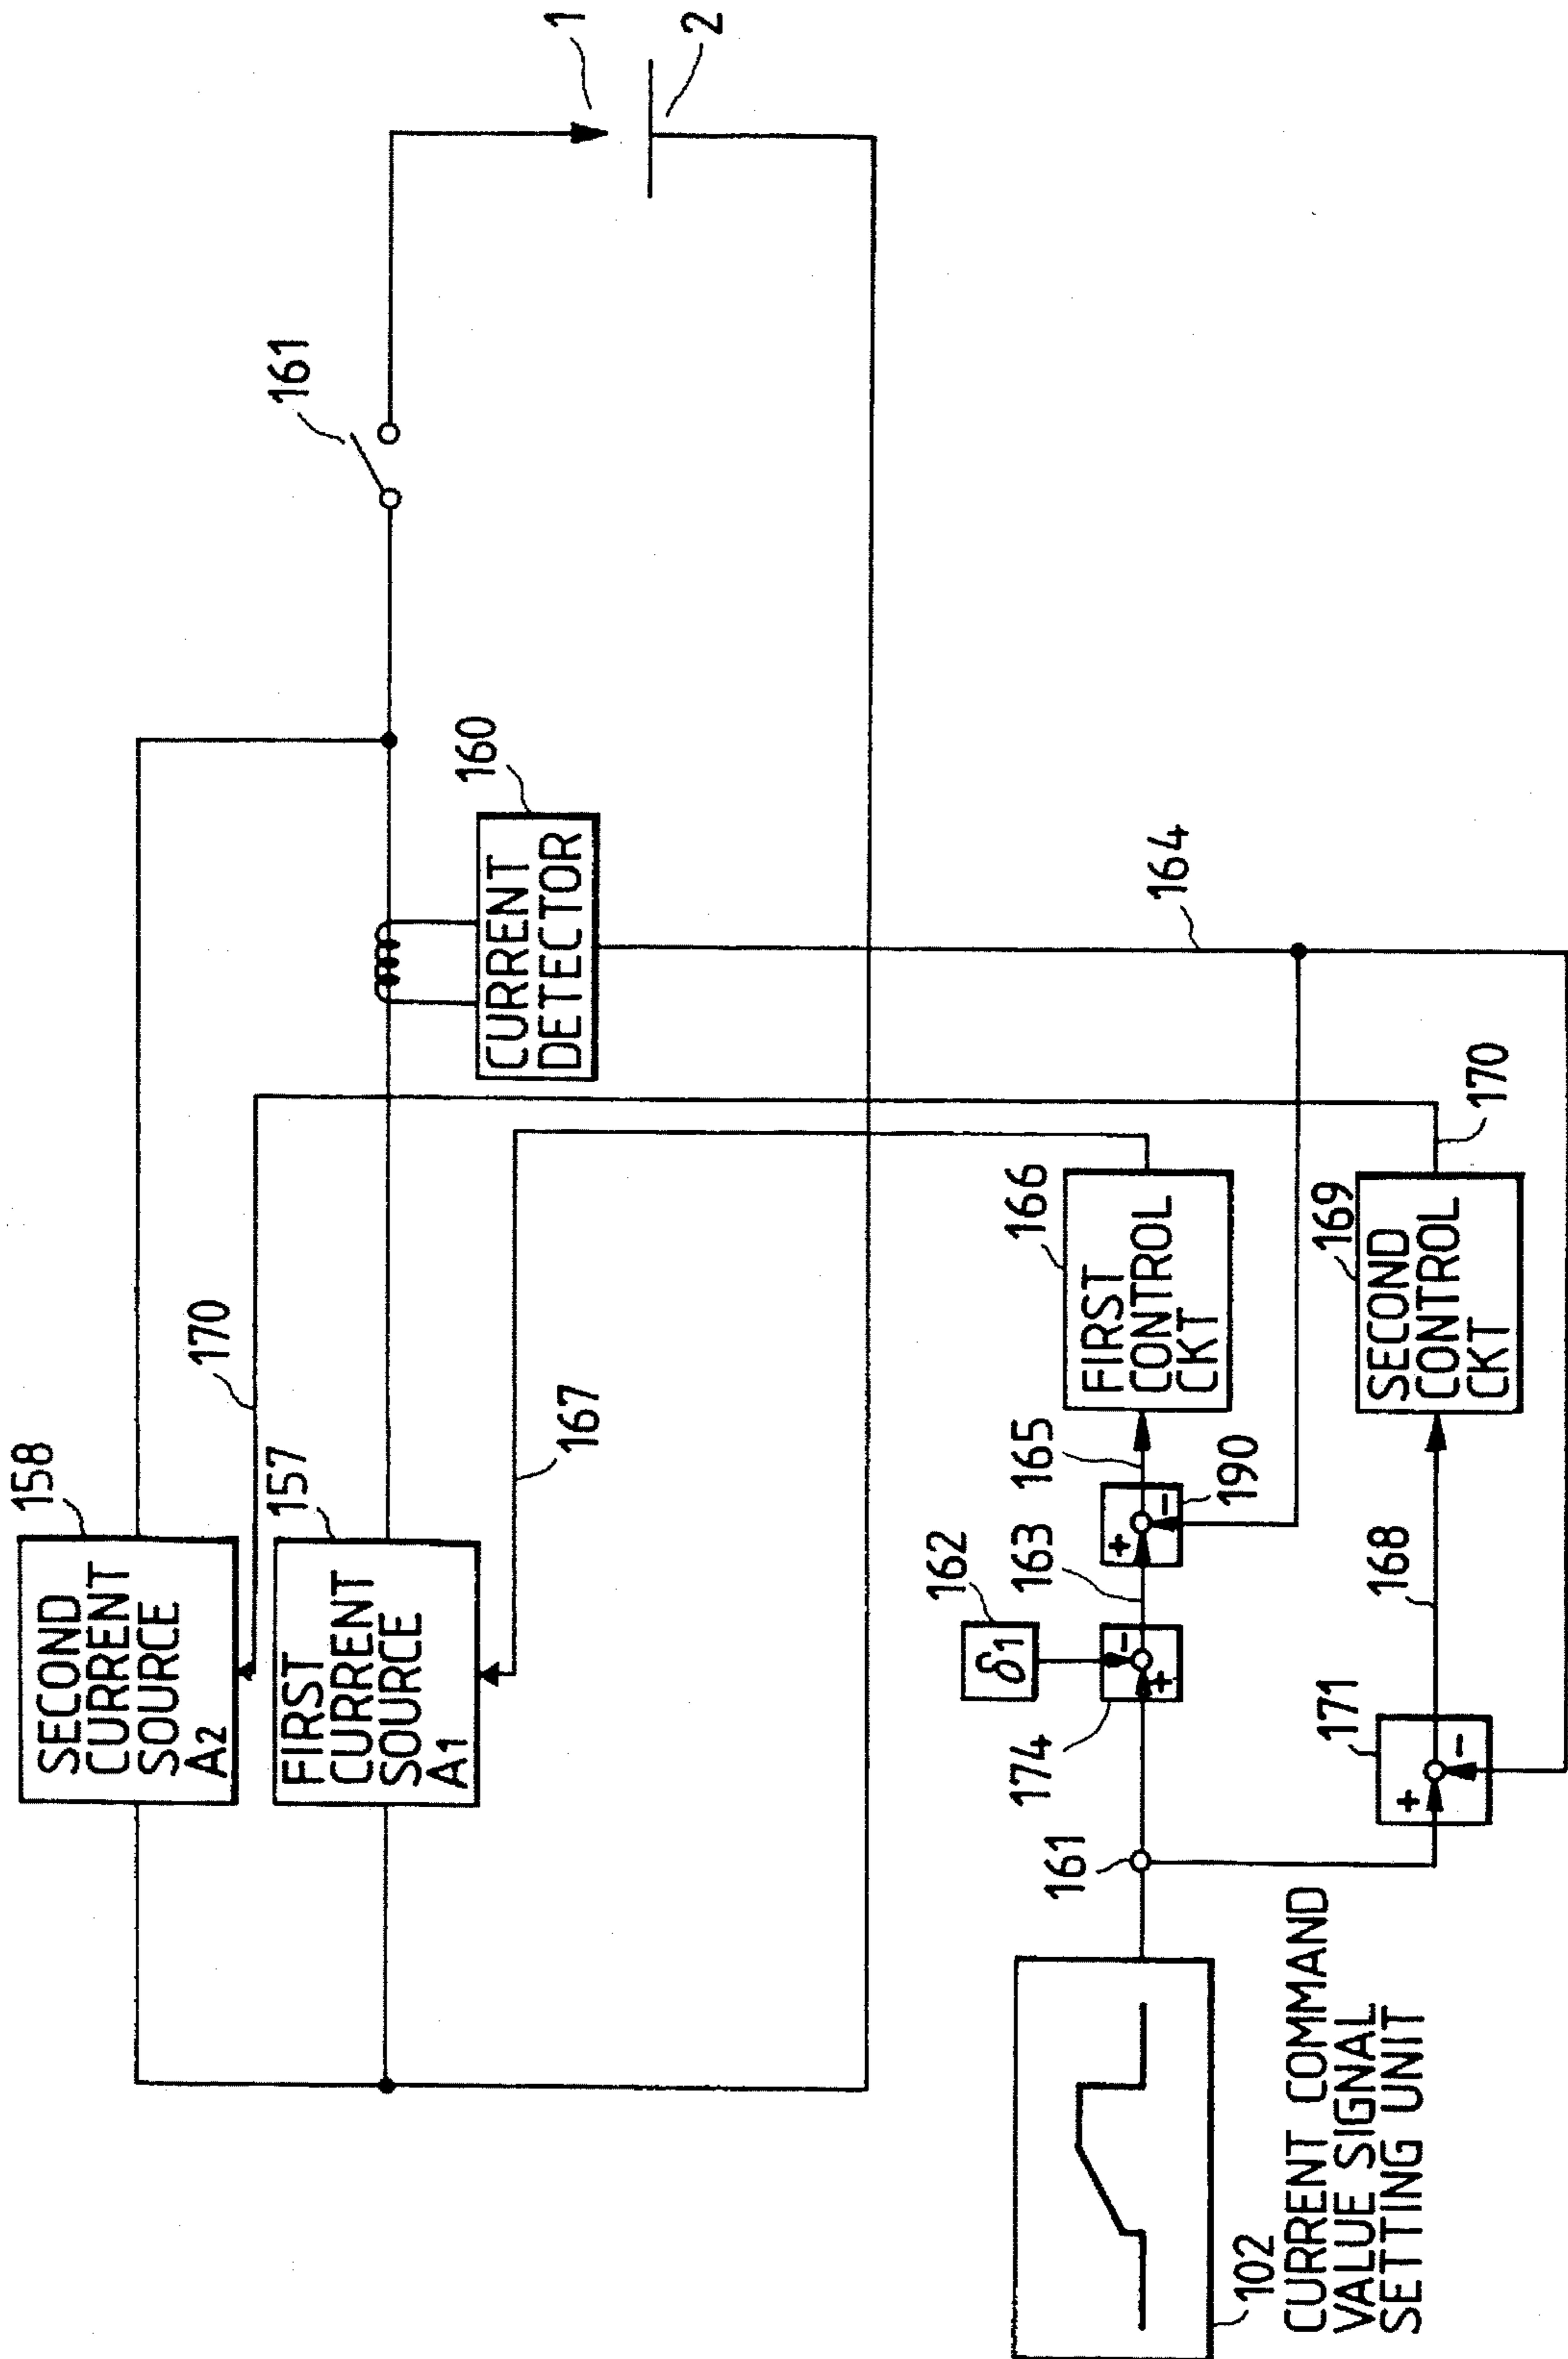 158
SECOND
CURRENT
SOURCE
A2
170
157
FIRST
CURRENT
SOURCE
A1
167
160
CURRENT
DETECTOR
161
1
2
164
102
CURRENT COMMAND
VALUE SIGNAL
SETTING UNIT
161
174
+
−
162
δ1
163
+
−
190
165
166
FIRST
CONTROL
CKT
171
+
−
168
169
SECOND
CONTROL
CKT
170